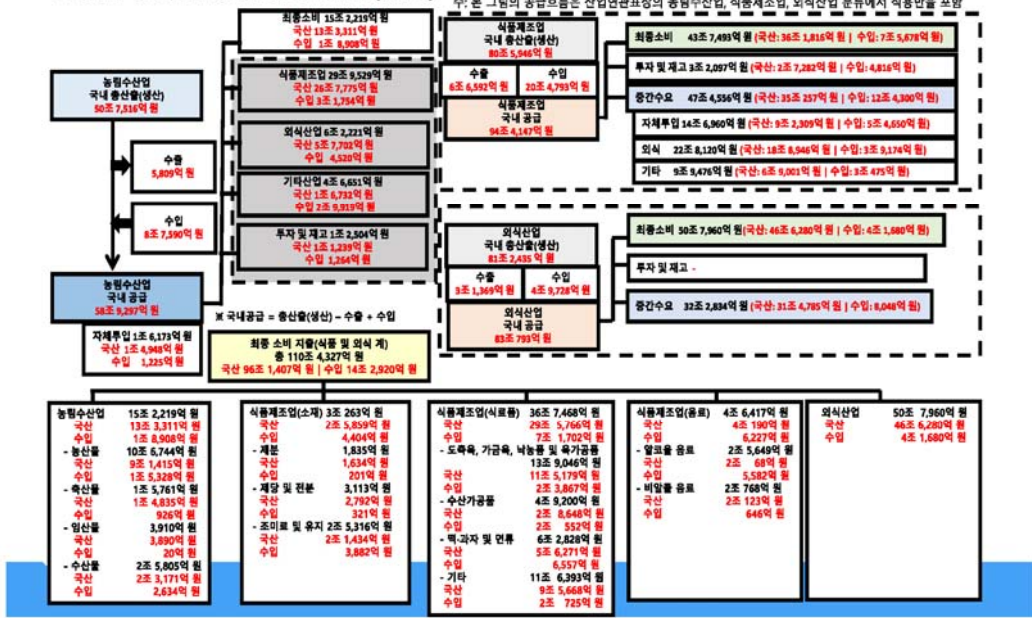 주: 본 그림의 공급흐름은 산업연관표상의 농림수산업, 식품제조업, 외식산업 분류에서 식용만을 포함
최종소비 15조 2,219억 원
국산 13조 3,311억 원
수입 1조 8,908억 원
농림수산업
국내 총산출(생산)
50조 7,516억 원
수출
5,809억 원
수입
8조 7,590억 원
농림수산업
국내 공급
58조 9,297억 원
자체투입 1조 6,173억 원
국산 1조 4,948억 원
수입 1,225억 원
식품제조업 29조 9,529억 원
국산 26조 7,775억 원
수입 3조 1,754억 원
외식산업 6조 2,221억 원
국산 5조 7,702억 원
수입 4,520억 원
기타산업 4조 6,651억 원
국산 1조 6,732억 원
수입 2조 9,919억 원
투자 및 재고 1조 2,504억 원
국산 1조 1,239억 원
수입 1,264억 원
※ 국내공급 = 총산출(생산) - 수출 + 수입
식품제조업
국내 총산출(생산)
80조 5,946억 원
수출
6조 6,592억 원
수입
20조 4,793억 원
식품제조업
국내 공급
94조 4,147억 원
최종소비 43조 7,493억 원 (국산: 36조 1,816억 원 | 수입: 7조 5,678억 원)
투자 및 재고 3조 2,097억 원 (국산: 2조 7,282억 원 | 수입: 4,816억 원)
중간수요 47조 4,556억 원 (국산: 35조 257억 원 | 수입: 12조 4,300억 원)
자체투입 14조 6,960억 원 (국산: 9조 2,309억 원 | 수입: 5조 4,650억 원)
외식 22조 8,120억 원 (국산: 18조 8,946억 원 | 수입: 3조 9,174억 원)
기타 9조 9,476억 원 (국산: 6조 9,001억 원 | 수입: 3조 475억 원)
외식산업
국내 총산출(생산)
81조 2,435억 원
수출
3조 1,369억 원
수입
4조 9,728억 원
외식산업
국내 공급
83조 793억 원
최종소비 50조 7,960억 원 (국산: 46조 6,280억 원 | 수입: 4조 1,680억 원)
투자 및 재고 -
중간수요 32조 2,834억 원 (국산: 31조 4,785억 원 | 수입: 8,048억 원)
최종 소비 지출(식품 및 외식 계)
총 110조 4,327억 원
국산 96조 1,407억 원 | 수입 14조 2,920억 원
농림수산업 15조 2,219억 원
국산 13조 3,311억 원
수입 1조 8,908억 원
- 농산물 10조 6,744억 원
국산 9조 1,415억 원
수입 1조 5,328억 원
- 축산물 1조 5,761억 원
국산 1조 4,835억 원
수입 926억 원
- 임산물 3,910억 원
국산 3,890억 원
수입 20억 원
- 수산물 2조 5,805억 원
국산 2조 3,171억 원
수입 2,634억 원
식품제조업(소재) 3조 263억 원
국산 2조 5,859억 원
수입 4,404억 원
- 제분 1,835억 원
국산 1,634억 원
수입 201억 원
- 제당 및 전분 3,113억 원
국산 2,792억 원
수입 321억 원
- 조미료 및 유지 2조 5,316억 원
국산 2조 1,434억 원
수입 3,882억 원
식품제조업(식료품) 36조 7,468억 원
국산 29조 5,766억 원
수입 7조 1,702억 원
- 도축육, 가금육, 낙농품 및 육가공품
13조 9,046억 원
국산 11조 5,179억 원
수입 2조 3,867억 원
- 수산가공품 4조 9,200억 원
국산 2조 8,648억 원
수입 2조 552억 원
- 떡·과자 및 면류 6조 2,828억 원
국산 5조 6,271억 원
수입 6,557억 원
- 기타 11조 6,393억 원
국산 9조 5,668억 원
수입 2조 725억 원
식품제조업(음료) 4조 6,417억 원
국산 4조 190억 원
수입 6,227억 원
- 알코올 음료 2조 5,649억 원
국산 2조 68억 원
수입 5,582억 원
- 비알콜 음료 2조 768억 원
국산 2조 123억 원
수입 646억 원
외식산업 50조 7,960억 원
국산 46조 6,280억 원
수입 4조 1,680억 원